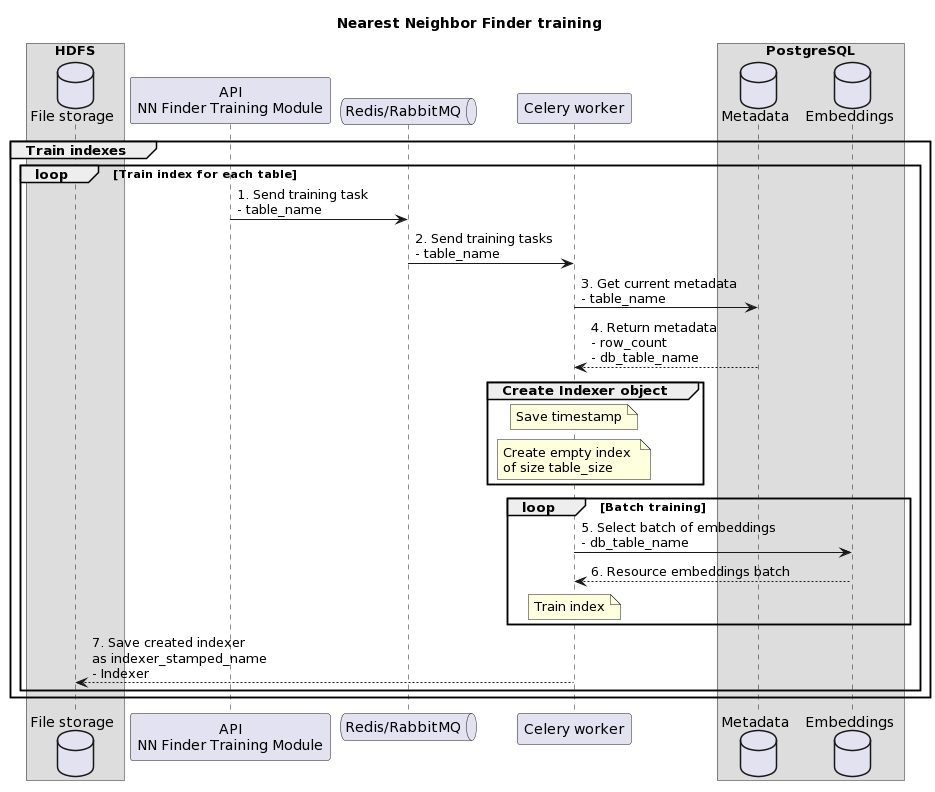 Nearest Neighbor Finder training
HDFS
PostgreSQL
File storage
API
NN Finder Training Module
Redis/RabbitMQ
Celery worker
Metadata
Embeddings
Train indexes
loop [Train index for each table]
1. Send training task
- table_name
2. Send training tasks
- table_name
3. Get current metadata
- table_name
4. Return metadata
- row_count
- db_table_name
Create Indexer object
Save timestamp
Create empty index
of size table_size
loop [Batch training]
5. Select batch of embeddings
- db_table_name
6. Resource embeddings batch
Train index
7. Save created indexer
as indexer_stamped_name
- Indexer
File storage
API
NN Finder Training Module
Redis/RabbitMQ
Celery worker
Metadata
Embeddings